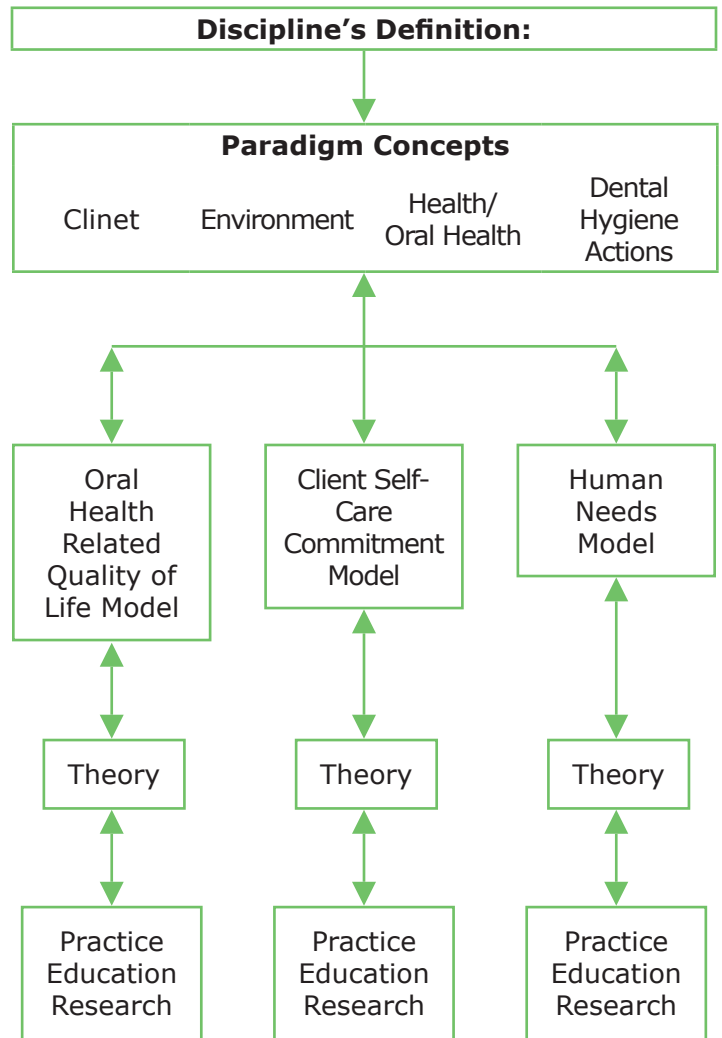 Discipline’s Definition:
Paradigm Concepts
Clinet
Environment
Health/
Oral Health
Dental
Hygiene
Actions
Oral
Health
Related
Quality of
Life Model
Client Self-
Care
Commitment
Model
Human
Needs
Model
Theory
Theory
Theory
Practice
Education
Research
Practice
Education
Research
Practice
Education
Research